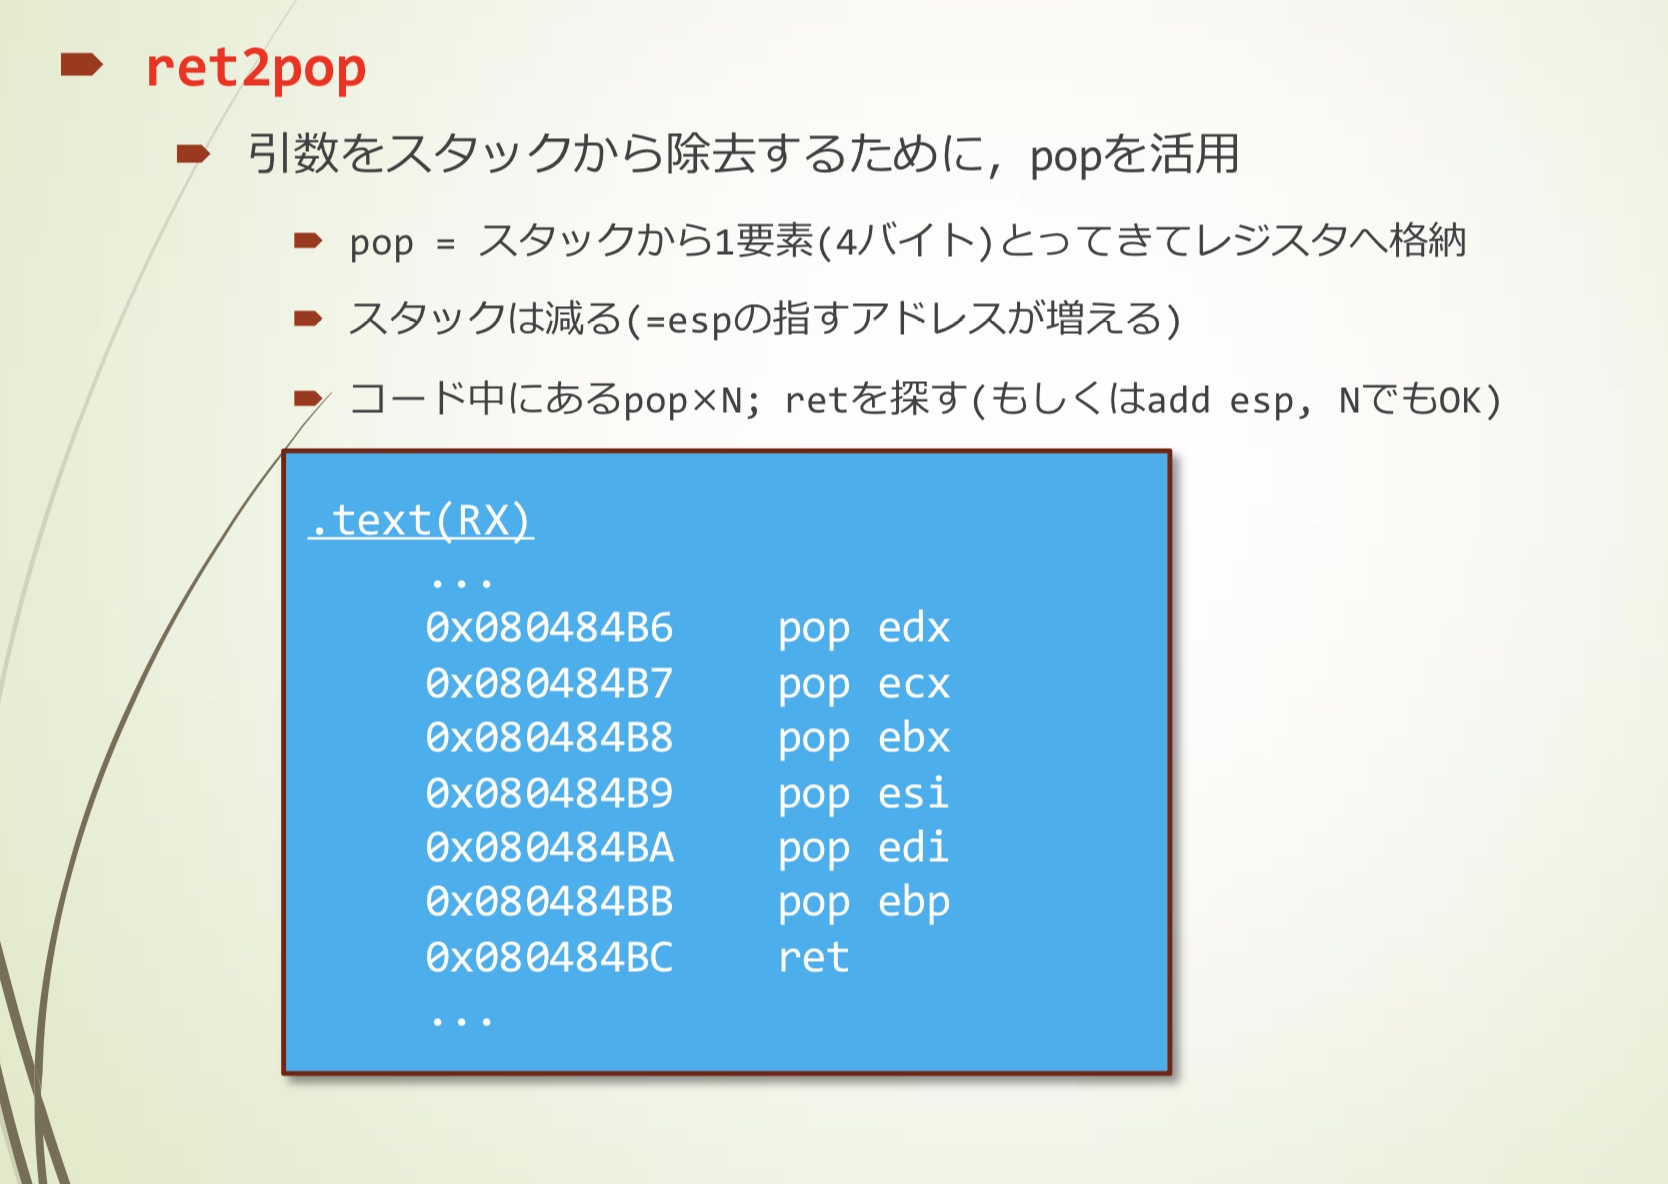 ret2pop
引数をスタックから除去するために, popを活用
pop = スタックから1要素(4バイト)とってきてレジスタへ格納
スタックは減る(=espの指すアドレスが増える)
コード中にあるpop×N; retを探す(もしくはadd esp, NでもOK)
.text(RX)
...
0x080484B6 pop edx
0x080484B7 pop ecx
0x080484B8 pop ebx
0x080484B9 pop esi
0x080484BA pop edi
0x080484BB pop ebp
0x080484BC ret
...